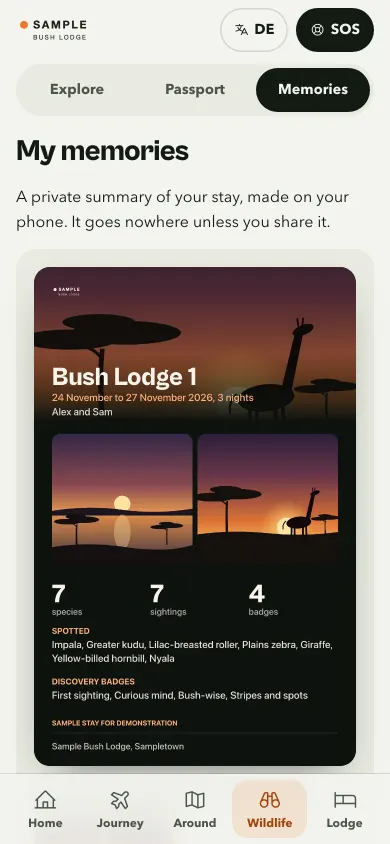 SAMPLE
BUSH LODGE
DE
SOS
Explore
Passport
Memories
My memories
A private summary of your stay, made on your
phone. It goes nowhere unless you share it.
SAMPLE
BUSH LODGE
Bush Lodge 1
24 November to 27 November 2026, 3 nights
Alex and Sam
7
species
7
sightings
4
badges
SPOTTED
Impala, Greater kudu, Lilac-breasted roller, Plains zebra, Giraffe,
Yellow-billed hornbill, Nyala
DISCOVERY BADGES
First sighting, Curious mind, Bush-wise, Stripes and spots
SAMPLE STAY FOR DEMONSTRATION
Sample Bush Lodge, Sampletown
Home
Journey
Around
Wildlife
Lodge